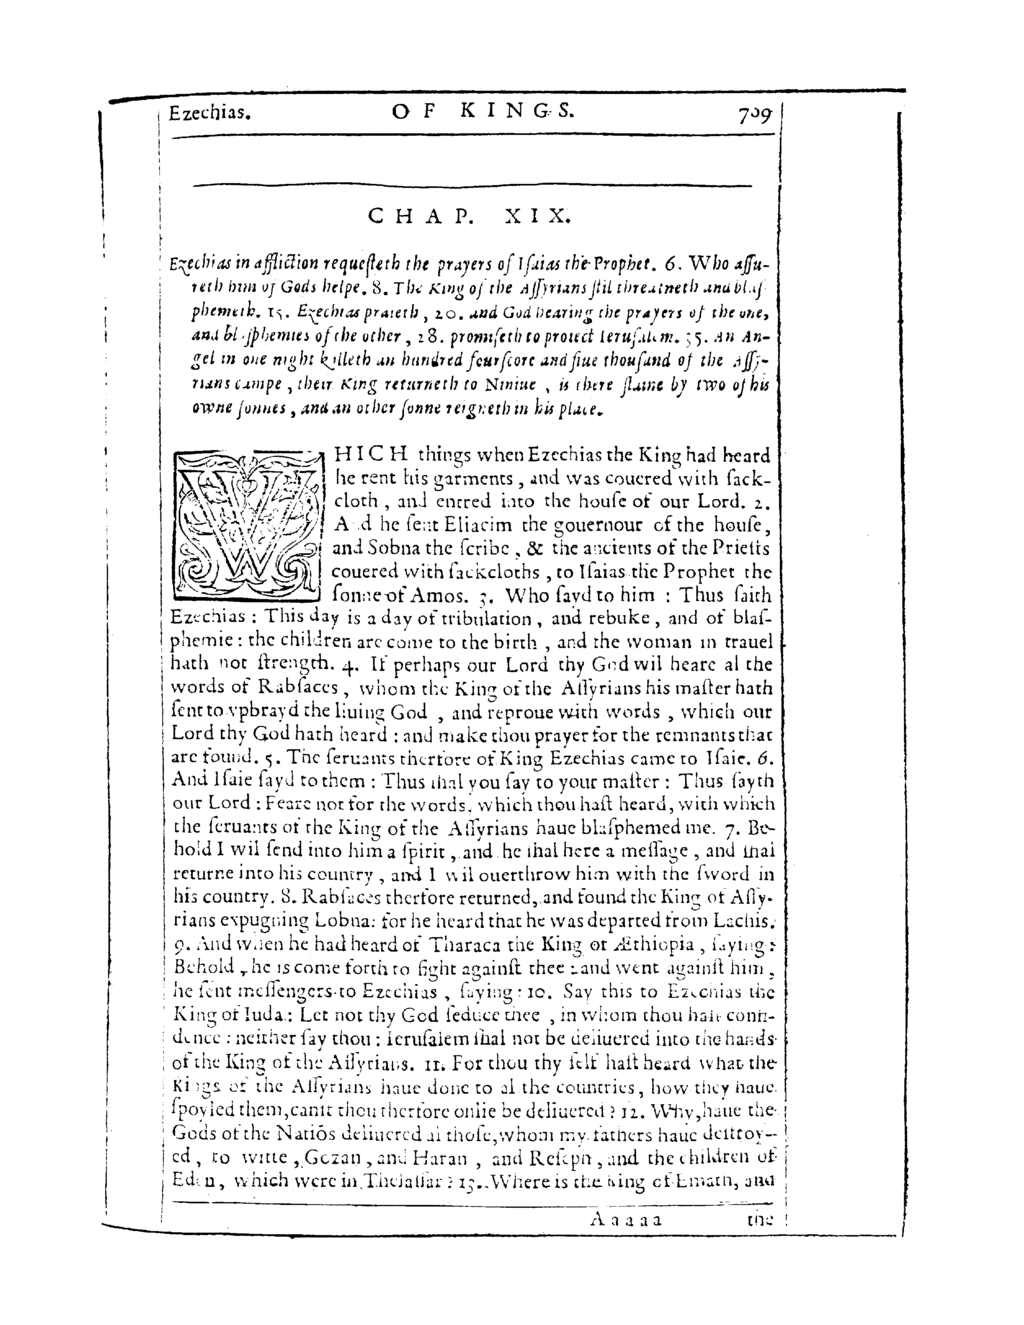 Ezechias. OF KINGS. 709
CHAP. XIX.
Ezechias in affliction requeſteth the prayers of Iſaias the Prophet. 6. Who aſſu-
reth him of Gods helpe. 8. The King of the Aſſyrians ſtil threatneth and blaſ
phemeth. 15. Ezechias praieth, 20. and God hearing the prayers of the one,
and blaſphemies of the other, 28. promiſeth to protect Ieruſalem. 35. An An-
gel in one night killeth an hundred fourſcore and fiue thouſand of the Aſſy-
rians campe, their King returneth to Niniue, is there ſlaine by two of his
owne ſonnes, and an other ſonne reigneth in his place.
WHICH things when Ezechias the King had heard
he rent his garments, and was couered with ſack-
cloth, and entred into the houſe of our Lord. 2.
And he ſent Eliacim the gouernour of the houſe,
and Sobna the ſcribe, & the ancients of the Prieſts
couered with ſackcloths, to Iſaias the Prophet the
ſonne of Amos. 3. Who ſayd to him : Thus ſaith
Ezechias : This day is a day of tribulation, and rebuke, and of blaſ-
phemie : the children are come to the birth, and the woman in trauel
hath not ſtrength. 4. If perhaps our Lord thy God wil heare al the
words of Rabſaces, whom the King of the Aſſyrians his maſter hath
ſent to vpbrayd the liuing God, and reproue with words, which our
Lord thy God hath heard : and make thou prayer for the remnants that
are found. 5. The ſeruants therfore of King Ezechias came to Iſaie. 6.
And Iſaie ſayd to them : Thus ſhal you ſay to your maſter : Thus ſayth
our Lord : Feare not for the words, which thou haſt heard, with which
the ſeruants of the King of the Aſſyrians haue blaſphemed me. 7. Be-
hold I wil ſend into him a ſpirit, and he ſhal here a meſſage, and ſhal
returne into his country, and I wil ouerthrow him with the ſword in
his country. 8. Rabſaces therfore returned, and found the King of Aſſy-
rians expugning Lobna: for he heard that he was departed from Lachis.
9. And when he had heard of Tharaca the King of Æthiopia, ſaying :
Behold, he is come forth to fight againſt thee : and went againſt him,
he ſent meſſengers to Ezechias, ſaying : 10. Say this to Ezechias the
King of Iuda : Let not thy God ſeduce thee, in whom thou haſt confi-
dence : neither ſay thou : Ieruſalem ſhal not be deliuered into the hands
of the King of the Aſſyrians. 11. For thou thy ſelf haſt heard what the
Kings of the Aſſyrians haue done to al the countries, how they haue
ſpoyled them, canſt thou therfore onlie be deliuered ? 12. Why, haue the
Gods of the Natiõs deliuered al thoſe, whom my fathers haue deſtroy-
ed, to witte, Gozan, and Haran, and Reſeph, and the children of
Eden, which were in Thelaſſar ? 13. Where is the king of Emath, and
Aaaaa the